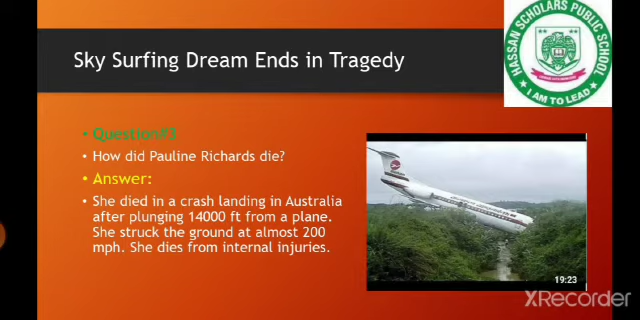 Sky Surfing Dream Ends in Tragedy
HASSAN SCHOLARS PUBLIC SCHOOL
I AM TO LEAD
Question#3
How did Pauline Richards die?
Answer:
She died in a crash landing in Australia
after plunging 14000 ft from a plane.
She struck the ground at almost 200
mph. She dies from internal injuries.
19:23
XRecorder